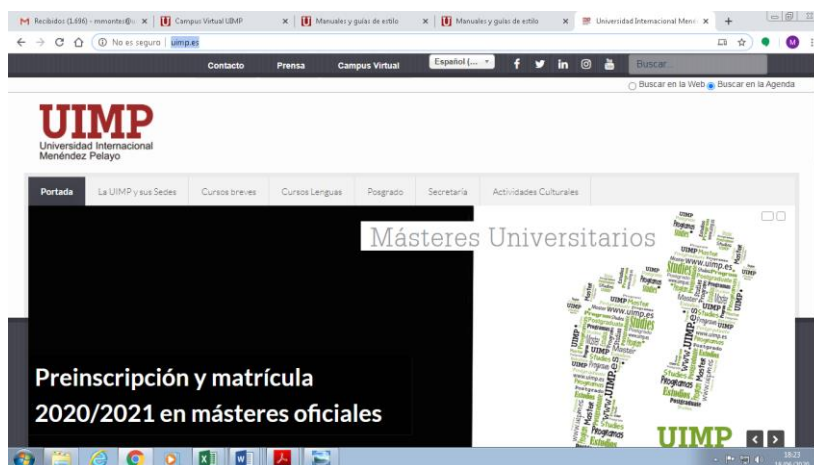 Recibidos (1.696) - mmontes@u
Campus Virtual UIMP
Manuales y guías de estilo
Manuales y guías de estilo
Universidad Internacional Mené
No es seguro | uimp.es
Contacto Prensa Campus Virtual Español (... Buscar...
Buscar en la Web Buscar en la Agenda
UIMP
Universidad Internacional
Menéndez Pelayo
Portada La UIMP y sus Sedes Cursos breves Cursos Lenguas Posgrado Secretaría Actividades Culturales
Másteres Universitarios
Preinscripción y matrícula
2020/2021 en másteres oficiales
UIMP
18:23